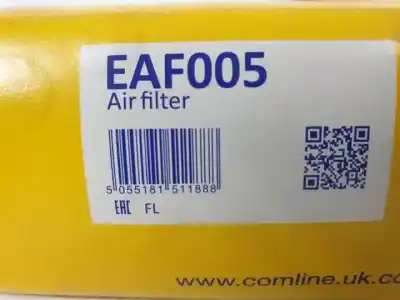 EAF005
Air filter
5 055181 511888
EAC FL
www.comline.uk.co